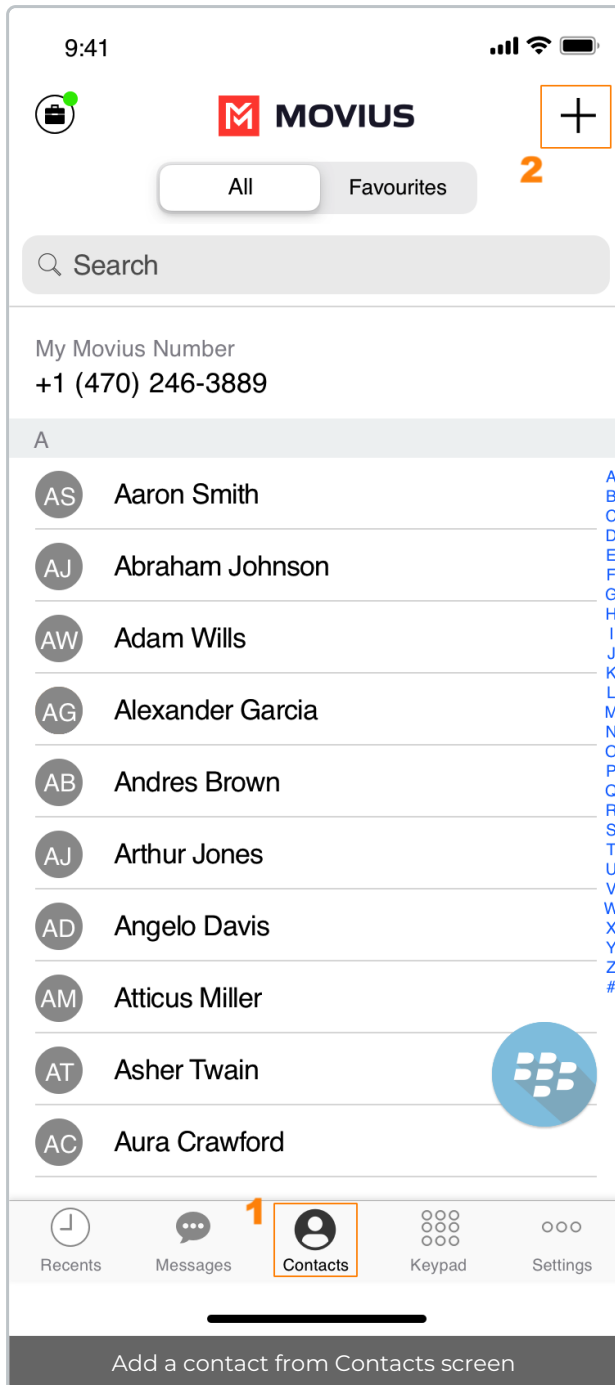 9:41
MOVIUS
2
All Favourites
Search
My Movius Number
+1 (470) 246-3889
A
AS Aaron Smith
AJ Abraham Johnson
AW Adam Wills
AG Alexander Garcia
AB Andres Brown
AJ Arthur Jones
AD Angelo Davis
AM Atticus Miller
AT Asher Twain
AC Aura Crawford
A
B
C
D
E
F
G
H
I
J
K
L
M
N
O
P
Q
R
S
T
U
V
W
X
Y
Z
#
1
Recents Messages Contacts Keypad Settings
Add a contact from Contacts screen